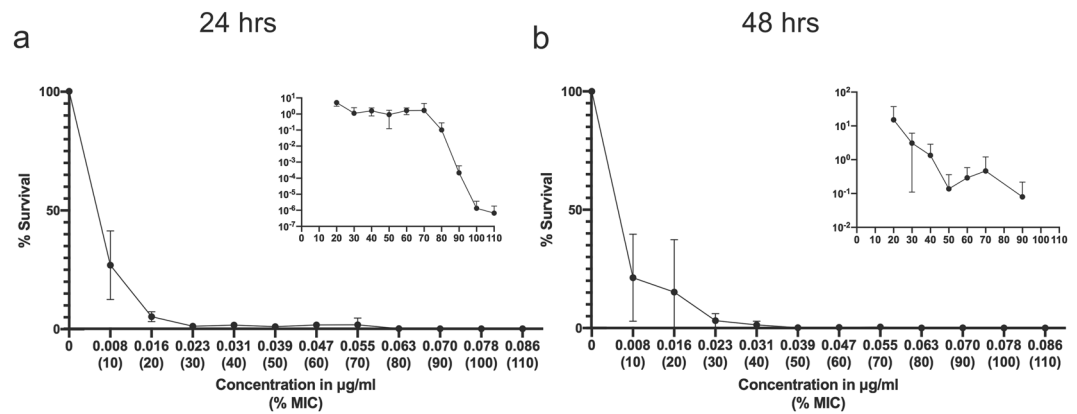 24 hrs
48 hrs
a
b
100
50
0
% Survival
10¹
10⁰
10⁻¹
10⁻²
10⁻³
10⁻⁴
10⁻⁵
10⁻⁶
10⁻⁷
0 10 20 30 40 50 60 70 80 90 100 110
0 0.008 0.016 0.023 0.031 0.039 0.047 0.055 0.063 0.070 0.078 0.086
(10) (20) (30) (40) (50) (60) (70) (80) (90) (100) (110)
Concentration in µg/ml
(% MIC)
100
50
0
% Survival
10²
10¹
10⁰
10⁻¹
10⁻²
0 10 20 30 40 50 60 70 80 90 100 110
0 0.008 0.016 0.023 0.031 0.039 0.047 0.055 0.063 0.070 0.078 0.086
(10) (20) (30) (40) (50) (60) (70) (80) (90) (100) (110)
Concentration in µg/ml
(% MIC)